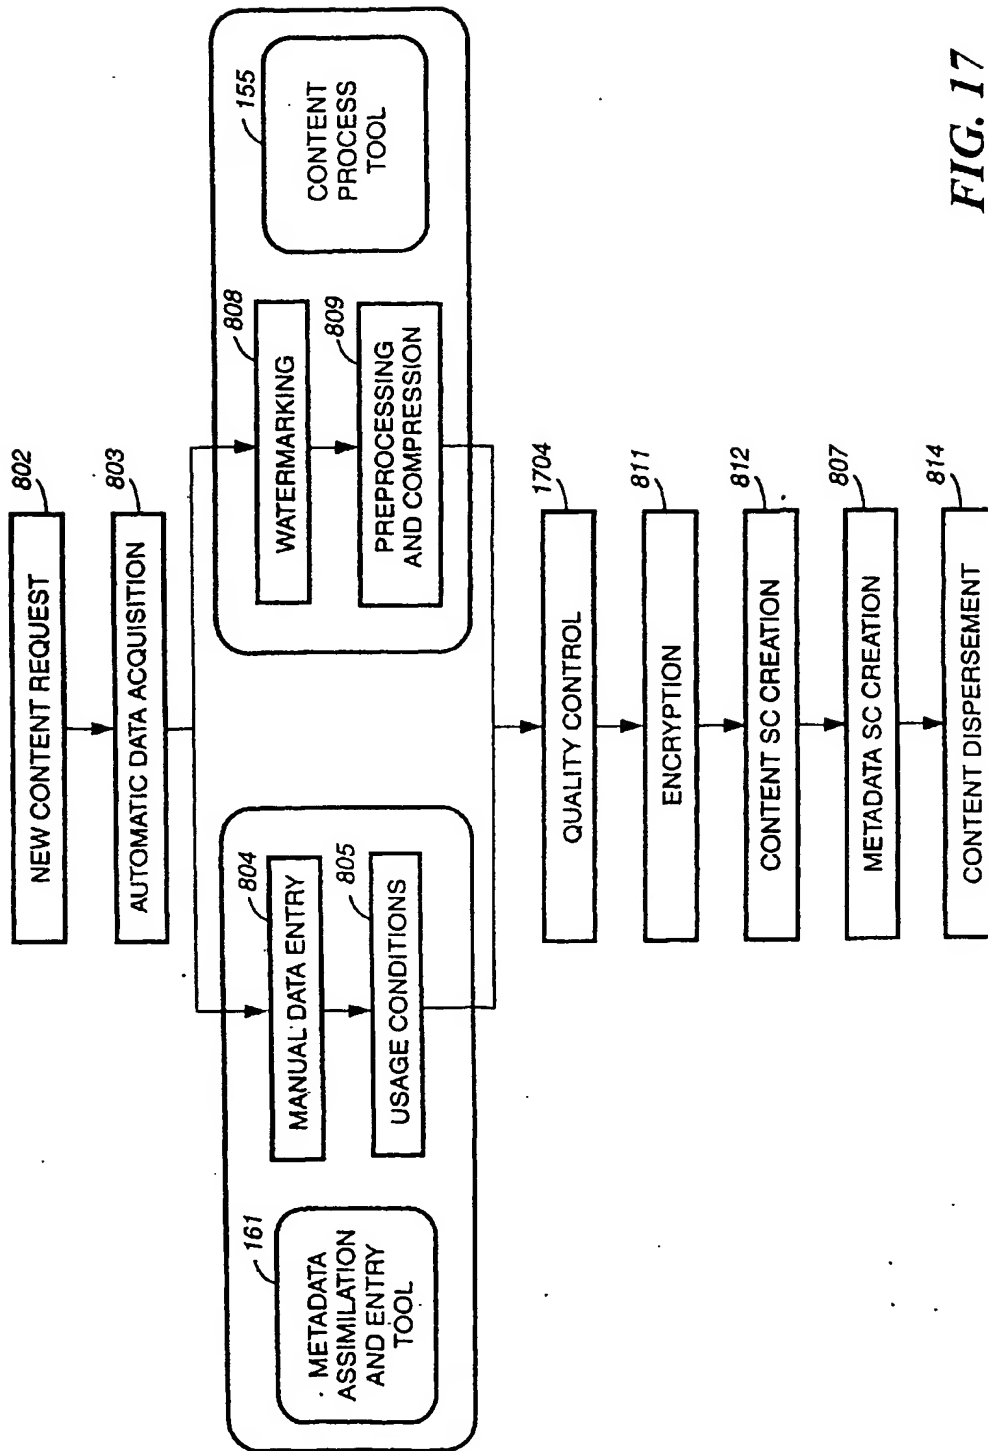 802
NEW CONTENT REQUEST
803
AUTOMATIC DATA ACQUISITION
161
METADATA
ASSIMILATION
AND ENTRY
TOOL
804
MANUAL DATA ENTRY
805
USAGE CONDITIONS
808
WATERMARKING
809
PREPROCESSING
AND COMPRESSION
155
CONTENT
PROCESS
TOOL
1704
QUALITY CONTROL
811
ENCRYPTION
812
CONTENT SC CREATION
807
METADATA SC CREATION
814
CONTENT DISPERSEMENT
FIG. 17